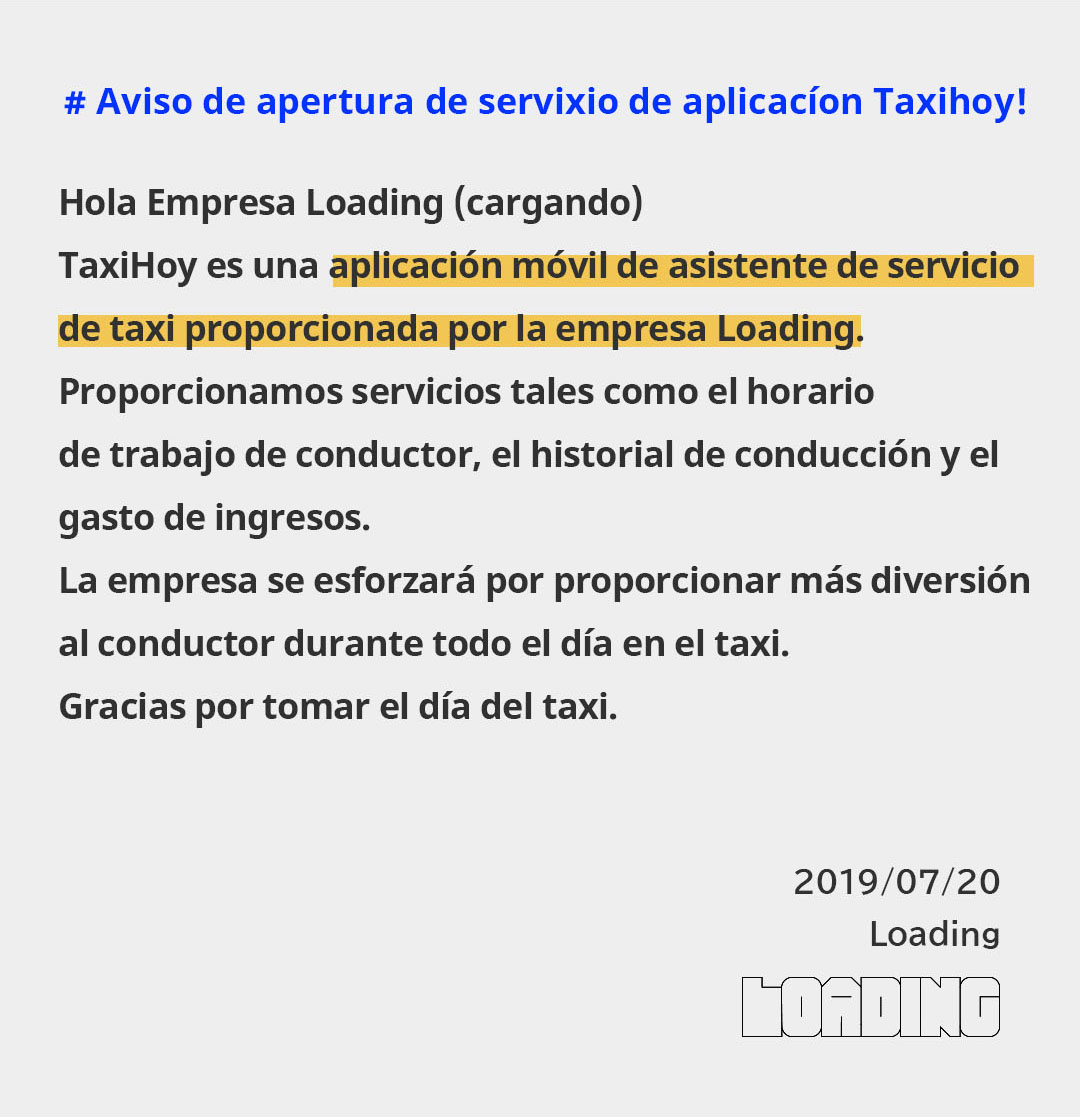 # Aviso de apertura de servixio de aplicacíon Taxihoy!
Hola Empresa Loading (cargando)
TaxiHoy es una aplicación móvil de asistente de servicio
de taxi proporcionada por la empresa Loading.
Proporcionamos servicios tales como el horario
de trabajo de conductor, el historial de conducción y el
gasto de ingresos.
La empresa se esforzará por proporcionar más diversión
al conductor durante todo el día en el taxi.
Gracias por tomar el día del taxi.
2019/07/20
Loading
LOADING